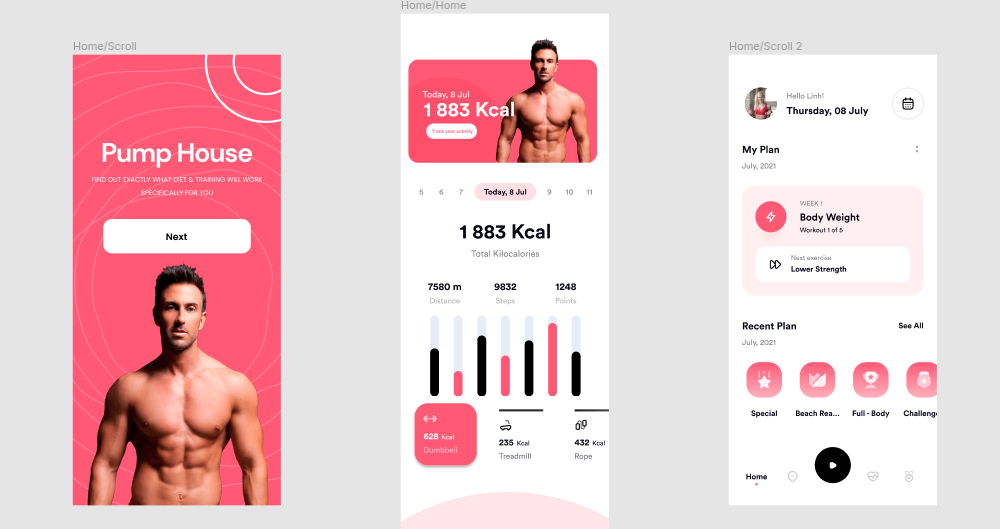 Home/Scroll
Pump House
FIND OUT EXACTLY WHAT DIET & TRAINING WILL WORK
SPECIFICALLY FOR YOU
Next
Home/Home
Today, 8 Jul
1 883 Kcal
Track your activity
5 6 7 Today, 8 Jul 9 10 11
1 883 Kcal
Total Kilocalories
7580 m 9832 1248
Distance Steps Points
628 Kcal
Dumbbell
235 Kcal
Treadmill
432 Kcal
Rope
Home/Scroll 2
Hello Linh!
Thursday, 08 July
My Plan
July, 2021
WEEK 1
Body Weight
Workout 1 of 5
Next exercise
Lower Strength
Recent Plan See All
July, 2021
Special Beach Rea... Full - Body Challenge
Home